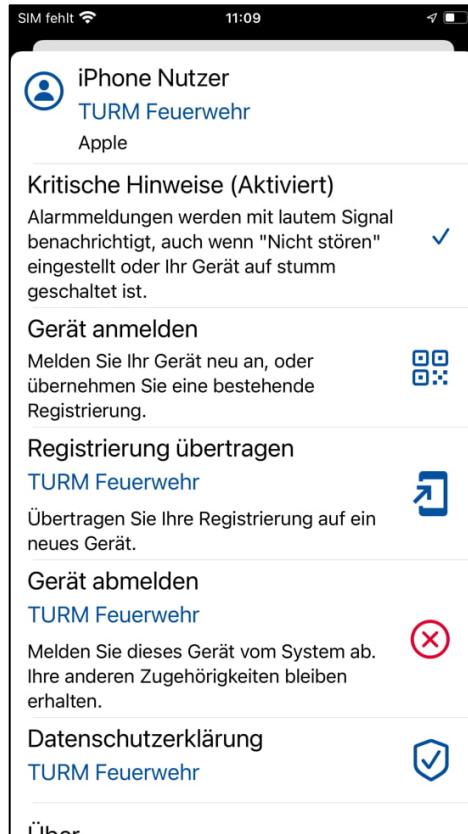 SIM fehlt 11:09
iPhone Nutzer
TURM Feuerwehr
Apple
Kritische Hinweise (Aktiviert)
Alarmmeldungen werden mit lautem Signal
benachrichtigt, auch wenn "Nicht stören"
eingestellt oder Ihr Gerät auf stumm
geschaltet ist.
Gerät anmelden
Melden Sie Ihr Gerät neu an, oder
übernehmen Sie eine bestehende
Registrierung.
Registrierung übertragen
TURM Feuerwehr
Übertragen Sie Ihre Registrierung auf ein
neues Gerät.
Gerät abmelden
TURM Feuerwehr
Melden Sie dieses Gerät vom System ab.
Ihre anderen Zugehörigkeiten bleiben
erhalten.
Datenschutzerklärung
TURM Feuerwehr
Über